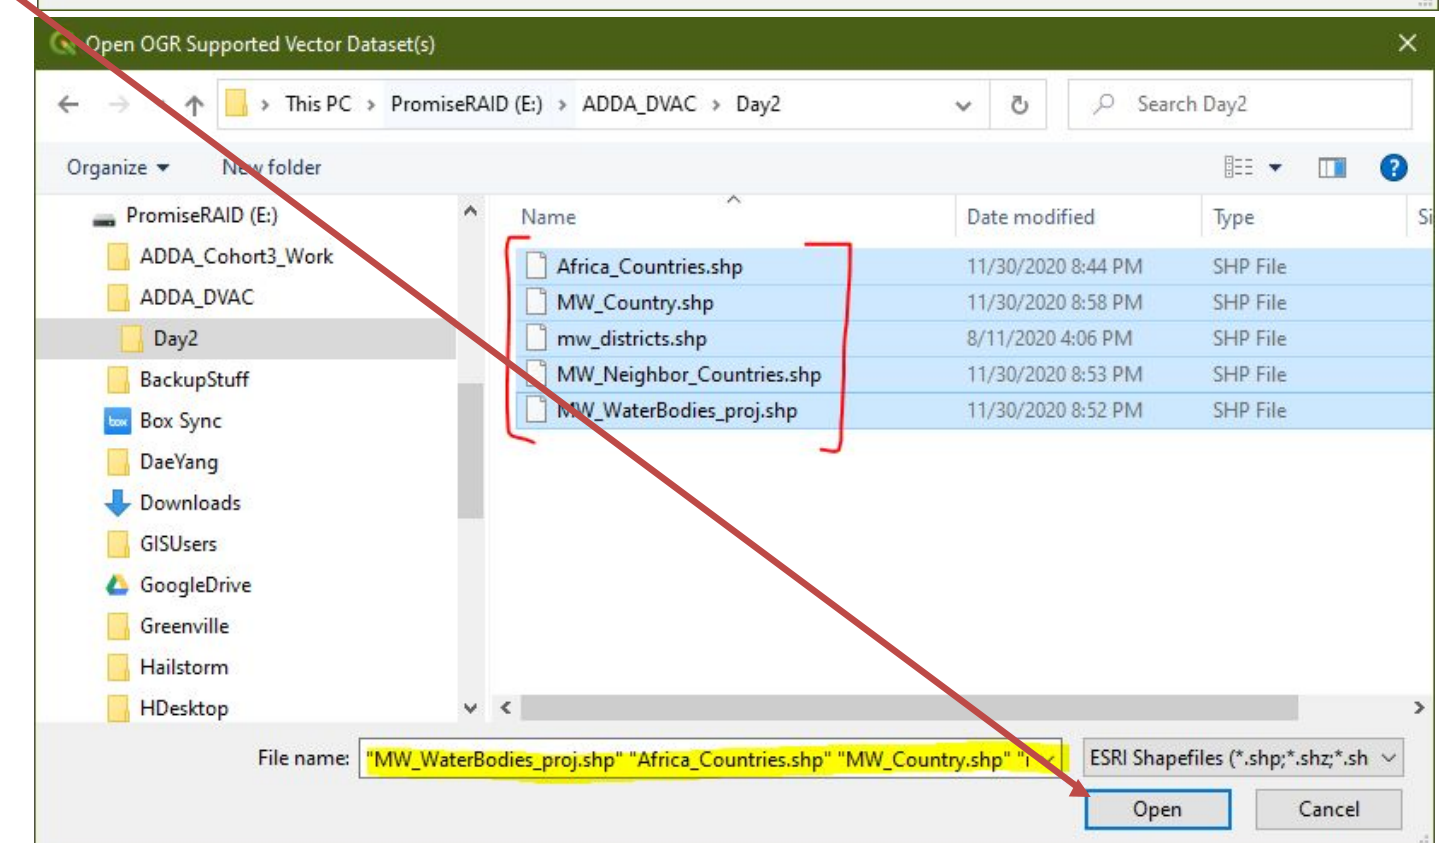 Open OGR Supported Vector Dataset(s)
This PC > PromiseRAID (E:) > ADDA_DVAC > Day2
Search Day2
Organize
New folder
PromiseRAID (E:)
ADDA_Cohort3_Work
ADDA_DVAC
Day2
BackupStuff
box Box Sync
DaeYang
Downloads
GISUsers
GoogleDrive
Greenville
Hailstorm
HDesktop
Name Date modified Type Si
Africa_Countries.shp 11/30/2020 8:44 PM SHP File
MW_Country.shp 11/30/2020 8:58 PM SHP File
mw_districts.shp 8/11/2020 4:06 PM SHP File
MW_Neighbor_Countries.shp 11/30/2020 8:53 PM SHP File
MW_WaterBodies_proj.shp 11/30/2020 8:52 PM SHP File
File name: "MW_WaterBodies_proj.shp" "Africa_Countries.shp" "MW_Country.shp" "
ESRI Shapefiles (*.shp;*.shz;*.sh
Open Cancel